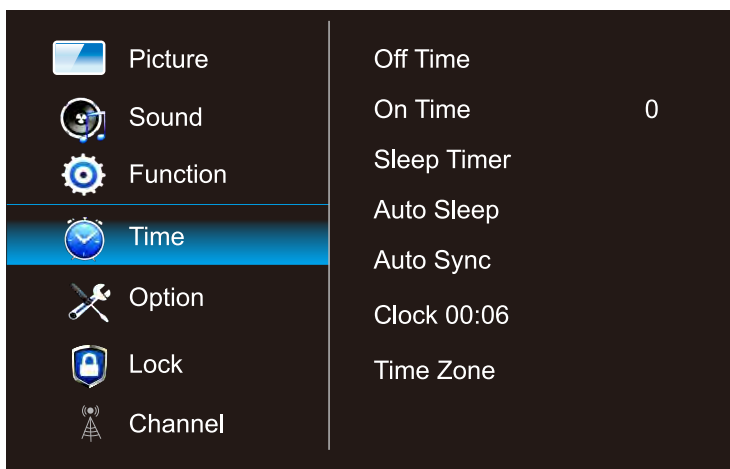 Picture
Sound
Function
Time
Option
Lock
Channel
Off Time
On Time 0
Sleep Timer
Auto Sleep
Auto Sync
Clock 00:06
Time Zone